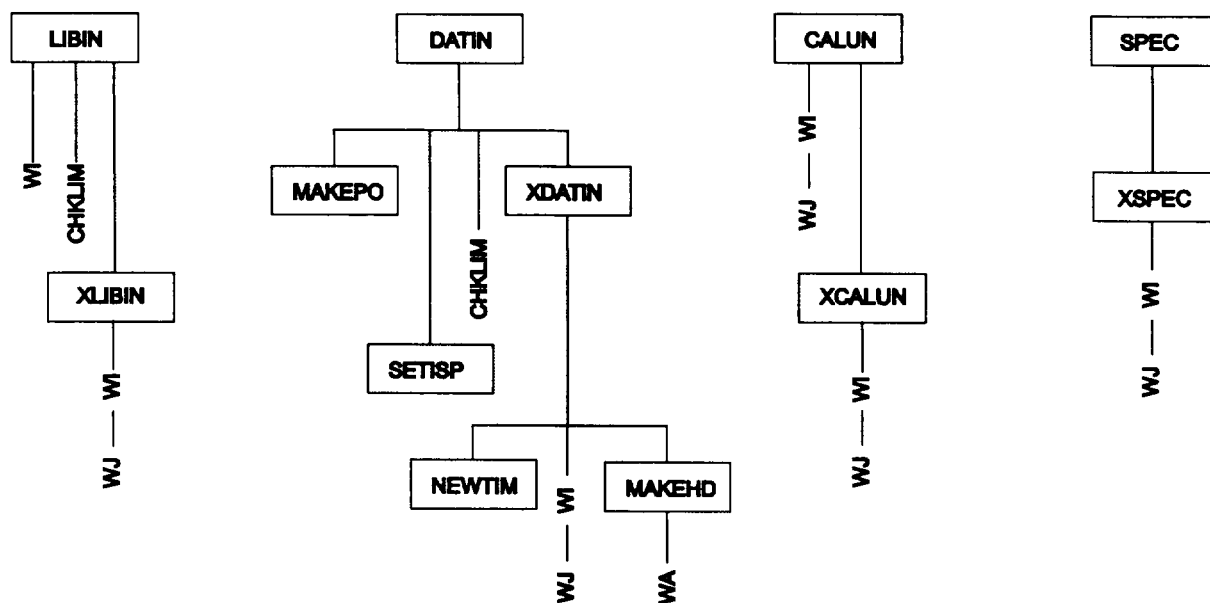 LIBIN
WI
CHKLIM
XLIBIN
WI
WJ
DATIN
MAKEPO
SETISP
CHKLIM
XDATIN
NEWTIM
WI
WJ
MAKEHD
WA
CALUN
WI
WJ
XCALUN
WI
WJ
SPEC
XSPEC
WI
WJ